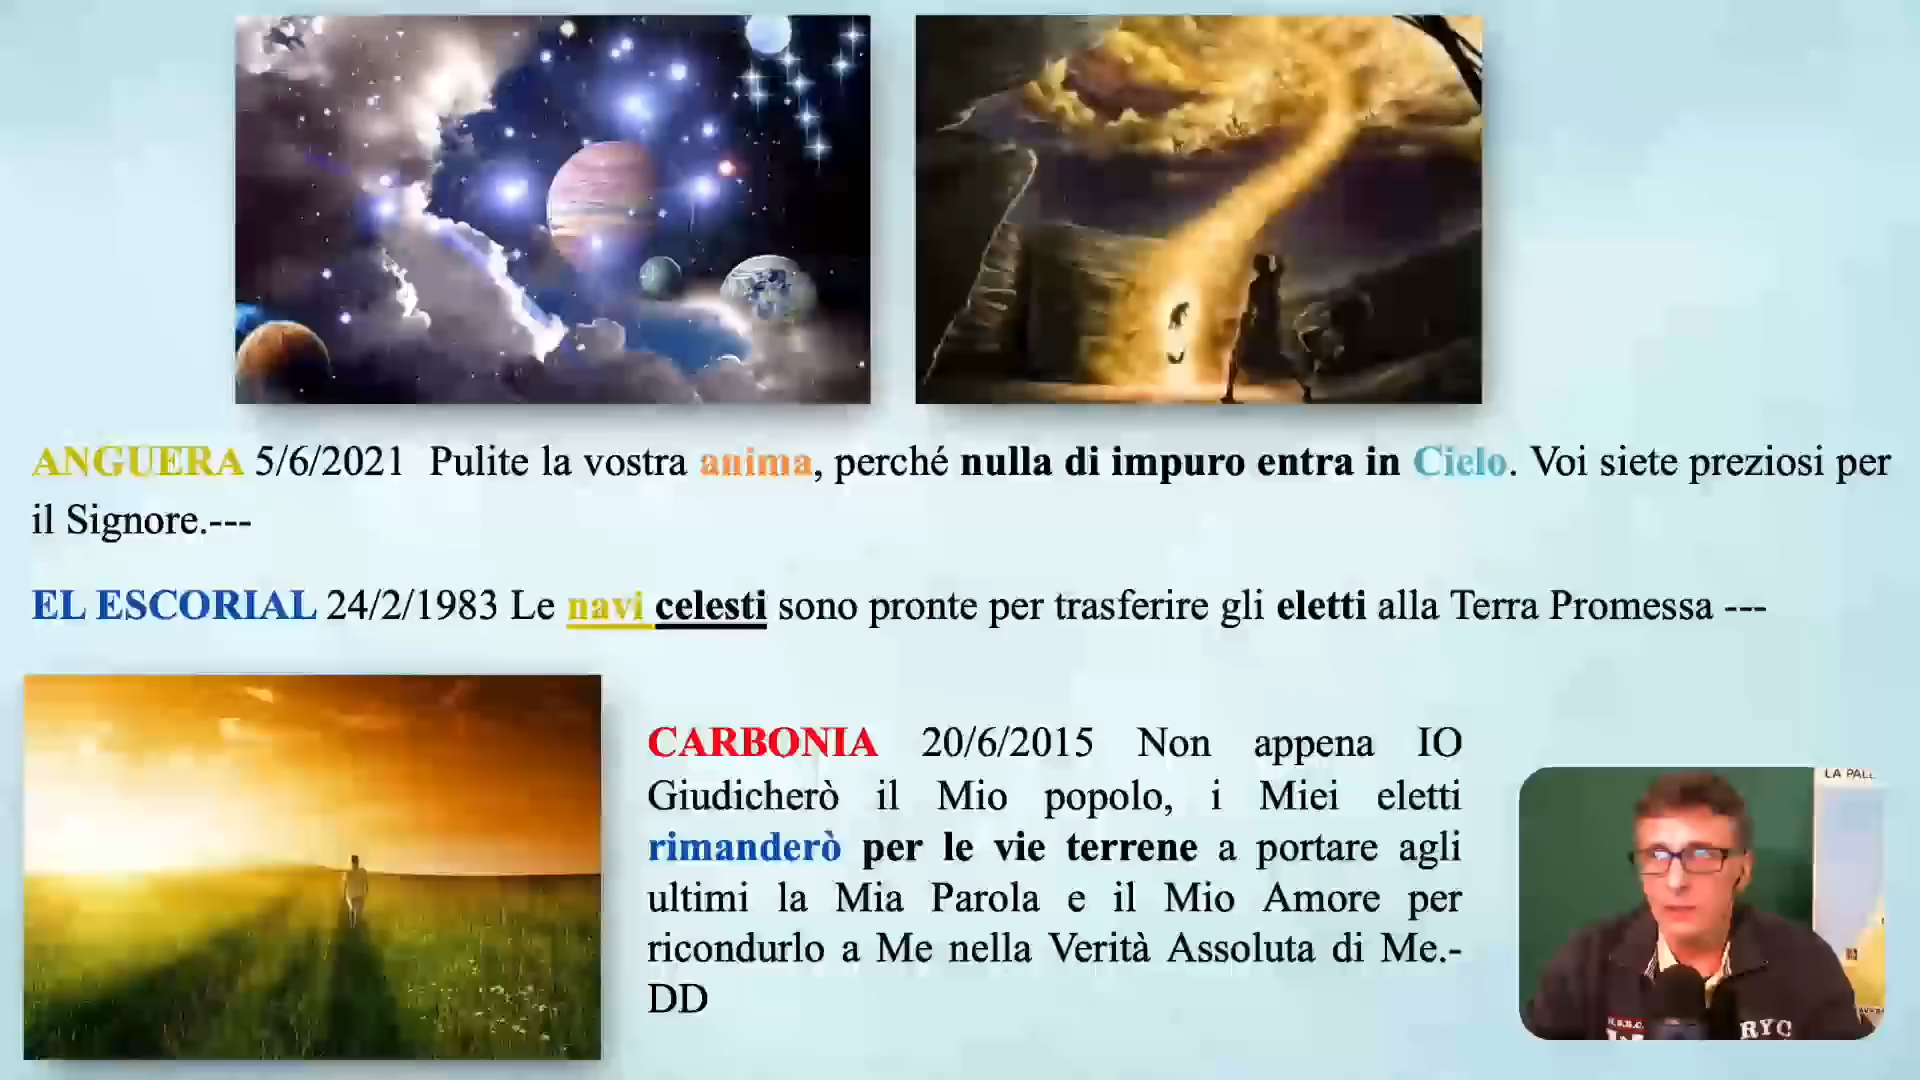 ANGUERA 5/6/2021 Pulite la vostra anima, perché nulla di impuro entra in Cielo. Voi siete preziosi per
il Signore.---
EL ESCORIAL 24/2/1983 Le navi celesti sono pronte per trasferire gli eletti alla Terra Promessa ---
CARBONIA 20/6/2015 Non appena IO
Giudicherò il Mio popolo, i Miei eletti
rimanderò per le vie terrene a portare agli
ultimi la Mia Parola e il Mio Amore per
ricondurlo a Me nella Verità Assoluta di Me.-
DD
LA PALL
RYC